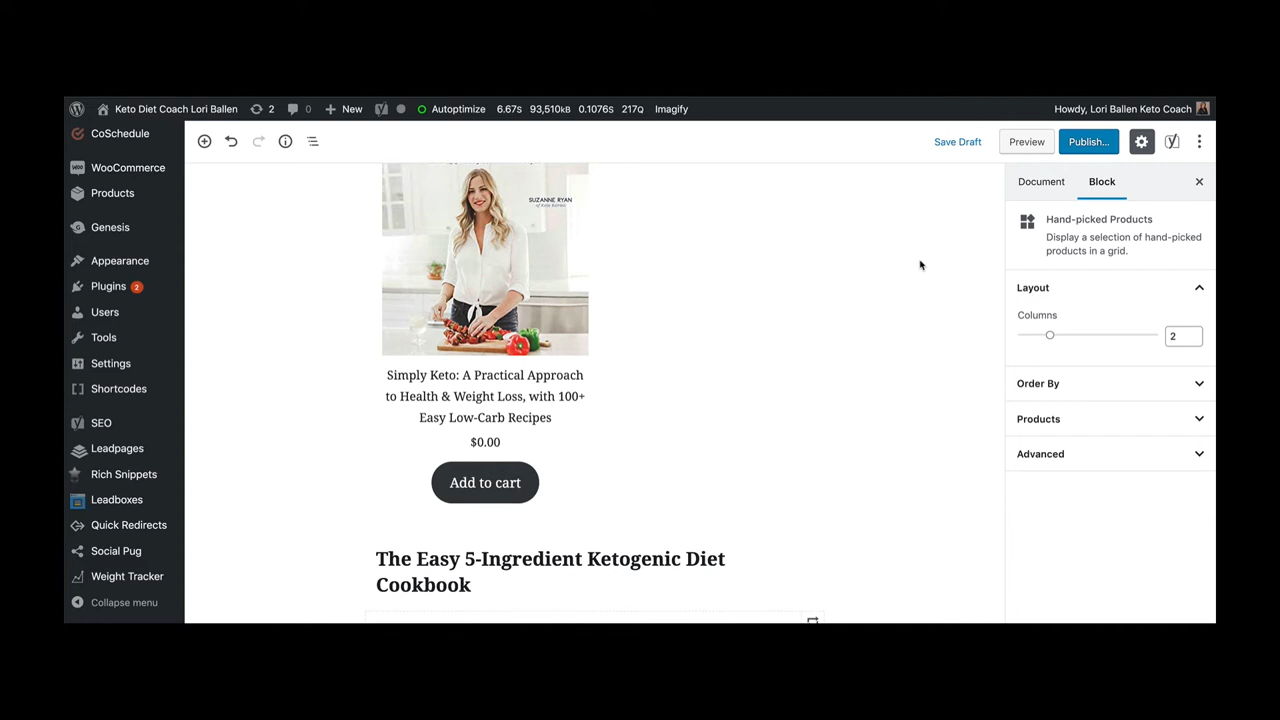 Keto Diet Coach Lori Ballen 2 0 New Autoptimize 6.67s 93,510kB 0.1076s 217Q Imagify Howdy, Lori Ballen Keto Coach
CoSchedule
WooCommerce
Products
Genesis
Appearance
Plugins 2
Users
Tools
Settings
Shortcodes
SEO
Leadpages
Rich Snippets
Leadboxes
Quick Redirects
Social Pug
Weight Tracker
Collapse menu
Save Draft Preview Publish...
SUZANNE RYAN
Simply Keto: A Practical Approach
to Health & Weight Loss, with 100+
Easy Low-Carb Recipes
$0.00
Add to cart
The Easy 5-Ingredient Ketogenic Diet
Cookbook
Document Block
Hand-picked Products
Display a selection of hand-picked
products in a grid.
Layout
Columns
2
Order By
Products
Advanced